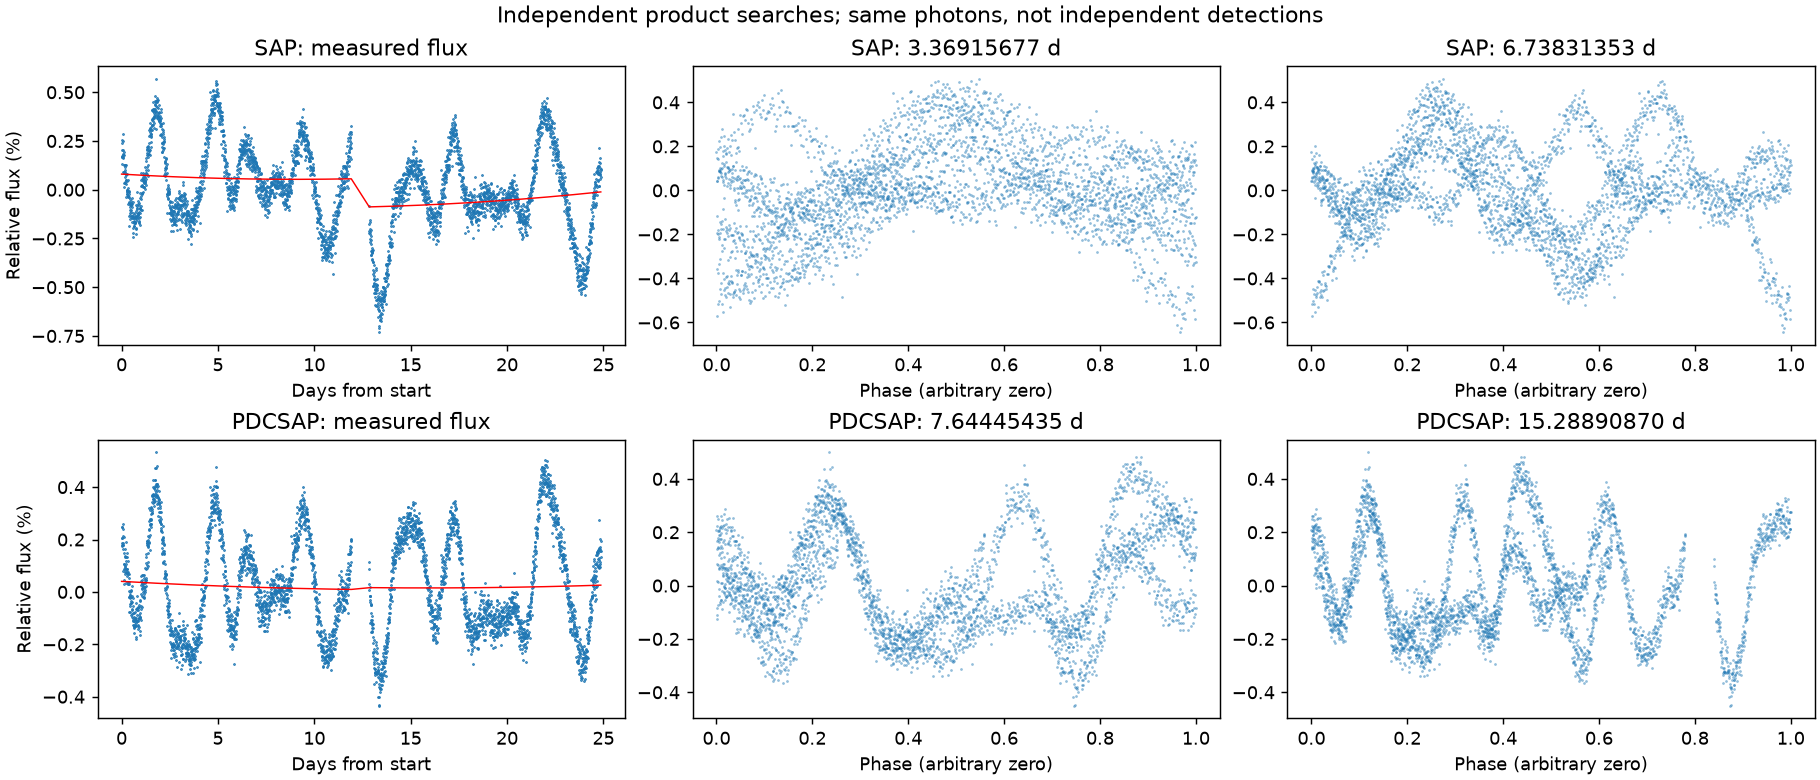 Independent product searches; same photons, not independent detections
SAP: measured flux
SAP: 3.36915677 d
SAP: 6.73831353 d
Relative flux (%)
0.50
0.25
0.00
−0.25
−0.50
−0.75
0 5 10 15 20 25
Days from start
0.4
0.2
0.0
−0.2
−0.4
−0.6
0.0 0.2 0.4 0.6 0.8 1.0
Phase (arbitrary zero)
0.4
0.2
0.0
−0.2
−0.4
−0.6
0.0 0.2 0.4 0.6 0.8 1.0
Phase (arbitrary zero)
PDCSAP: measured flux
PDCSAP: 7.64445435 d
PDCSAP: 15.28890870 d
Relative flux (%)
0.4
0.2
0.0
−0.2
−0.4
0 5 10 15 20 25
Days from start
0.4
0.2
0.0
−0.2
−0.4
0.0 0.2 0.4 0.6 0.8 1.0
Phase (arbitrary zero)
0.4
0.2
0.0
−0.2
−0.4
0.0 0.2 0.4 0.6 0.8 1.0
Phase (arbitrary zero)